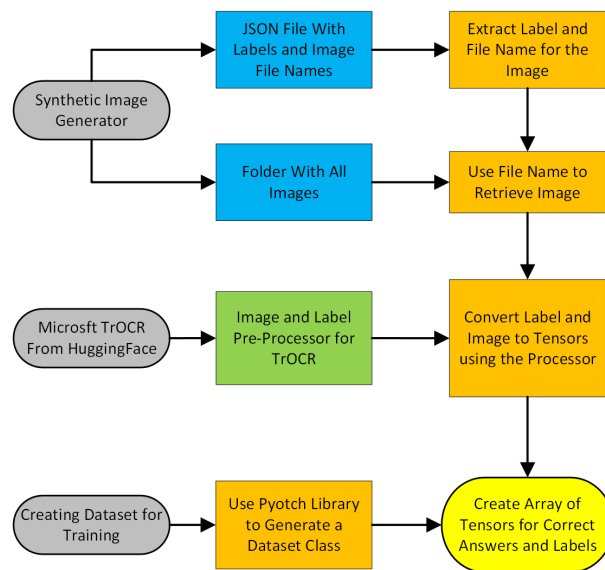 JSON File With
Labels and Image
File Names
Extract Label and
File Name for the
Image
Synthetic Image
Generator
Folder With All
Images
Use File Name to
Retrieve Image
Microsft TrOCR
From HuggingFace
Image and Label
Pre-Processor for
TrOCR
Convert Label and
Image to Tensors
using the Processor
Creating Dataset for
Training
Use Pyotch Library
to Generate a
Dataset Class
Create Array of
Tensors for Correct
Answers and Labels